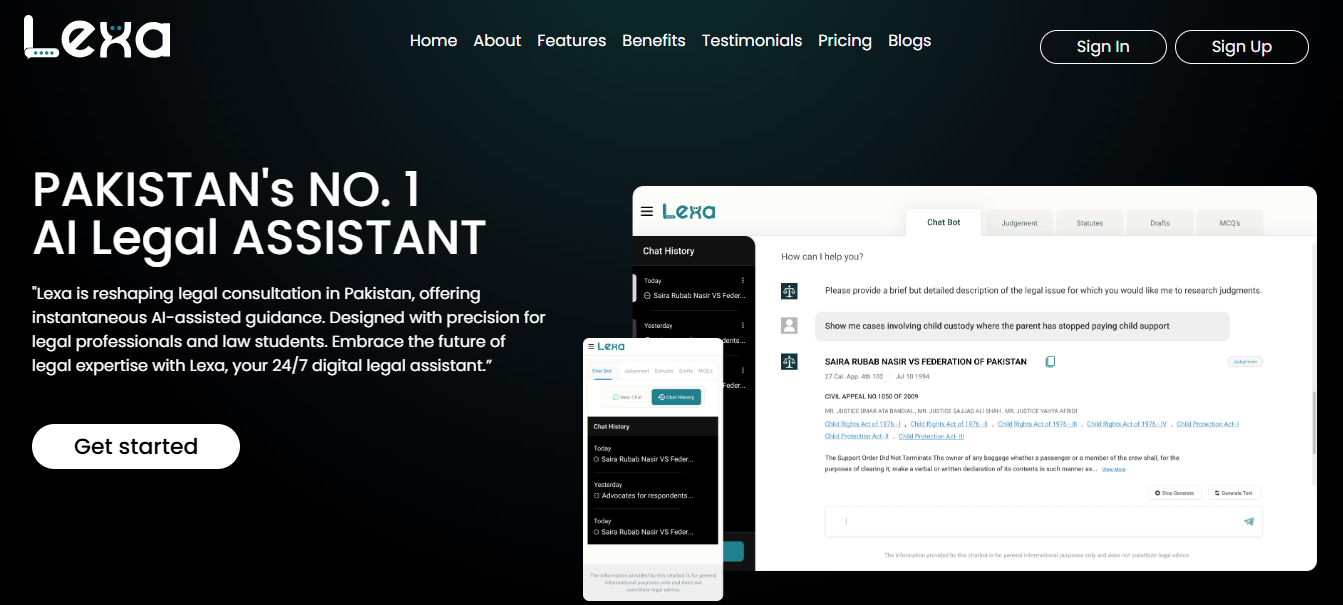 Lexa
Home About Features Benefits Testimonials Pricing Blogs
Sign In Sign Up
PAKISTAN's NO. 1
AI Legal ASSISTANT
"Lexa is reshaping legal consultation in Pakistan, offering
instantaneous AI-assisted guidance. Designed with precision for
legal professionals and law students. Embrace the future of
legal expertise with Lexa, your 24/7 digital legal assistant.”
Get started
Lexa
Chat Bot Judgement Statutes Drafts MCQ's
Chat History
Today
Saira Rubab Nasir VS Feder...
Yesterday
How can I help you?
Please provide a brief but detailed description of the legal issue for which you would like me to research judgments.
Show me cases involving child custody where the parent has stopped paying child support
SAIRA RUBAB NASIR VS FEDERATION OF PAKISTAN
Judgement
27 Cal. App. 4th 102 Jul 10 1994
CIVIL APPEAL NO.1050 OF 2009
MR. JUSTICE UMAR ATA BANDIAL , MR. JUSTICE SAJJAD ALI SHAH , MR. JUSTICE YAHYA AFRIDI
Child Rights Act of 1976 - I , Child Rights Act of 1976 - II , Child Rights Act of 1976 - III , Child Rights Act of 1976 - IV , Child Protection Act- I
Child Protection Act- II , Child Protection Act- III
The Support Order Did Not Terminate The owner of any baggage whether a passenger or a member of the crew shall, for the
purposes of clearing it, make a verbal or written declaration of its contents in such manner as... View More
Stop Generate Generate Text
The information provided by this chatbot is for general informational purposes only and does not constitute legal advice.
Lexa
Chat Bot Judgement Statutes Drafts MCQ's
New Chat Chat History
Chat History
Today
Saira Rubab Nasir VS Feder...
Yesterday
Advocates for respondents...
Today
Saira Rubab Nasir VS Feder...
The information provided by this chatbot is for general
informational purposes only and does not
constitute legal advice.